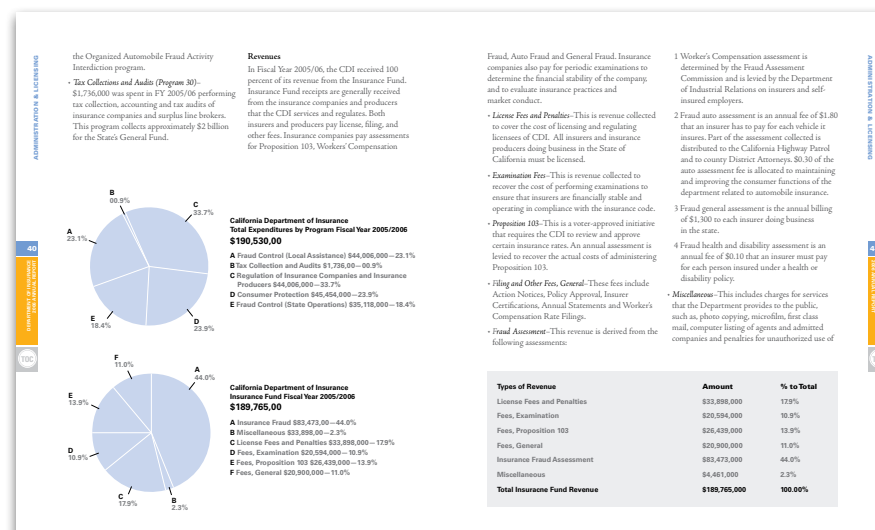 ADMINISTRATION & LICENSING
40
DEPARTMENT OF INSURANCE
2006 ANNUAL REPORT
TOC
the Organized Automobile Fraud Activity
Interdiction program.
• Tax Collections and Audits (Program 30)–
$1,736,000 was spent in FY 2005/06 performing
tax collection, accounting and tax audits of
insurance companies and surplus line brokers.
This program collects approximately $2 billion
for the State's General Fund.
Revenues
In Fiscal Year 2005/06, the CDI received 100
percent of its revenue from the Insurance Fund.
Insurance Fund receipts are generally received
from the insurance companies and producers
that the CDI services and regulates. Both
insurers and producers pay license, filing, and
other fees. Insurance companies pay assessments
for Proposition 103, Workers' Compensation
B
00.9%
C
33.7%
A
23.1%
E
18.4%
D
23.9%
California Department of Insurance
Total Expenditures by Program Fiscal Year 2005/2006
$190,530,00
A Fraud Control (Local Assistance) $44,006,000—23.1%
B Tax Collection and Audits $1,736,00—00.9%
C Regulation of Insurance Companies and Insurance
Producers $44,006,000—33.7%
D Consumer Protection $45,454,000—23.9%
E Fraud Control (State Operations) $35,118,000—18.4%
F
11.0%
A
44.0%
E
13.9%
D
10.9%
C
17.9%
B
2.3%
California Department of Insurance
Insurance Fund Fiscal Year 2005/2006
$189,765,00
A Insurance Fraud $83,473,00—44.0%
B Miscellaneous $33,898,00—2.3%
C License Fees and Penalties $33,898,000—17.9%
D Fees, Examination $20,594,000—10.9%
E Fees, Proposition 103 $26,439,000—13.9%
F Fees, General $20,900,000—11.0%
Fraud, Auto Fraud and General Fraud. Insurance
companies also pay for periodic examinations to
determine the financial stability of the company,
and to evaluate insurance practices and
market conduct.
• License Fees and Penalties–This is revenue collected
to cover the cost of licensing and regulating
licensees of CDI. All insurers and insurance
producers doing business in the State of
California must be licensed.
• Examination Fees–This is revenue collected to
recover the cost of performing examinations to
ensure that insurers are financially stable and
operating in compliance with the insurance code.
• Proposition 103–This is a voter-approved initiative
that requires the CDI to review and approve
certain insurance rates. An annual assessment is
levied to recover the actual costs of administering
Proposition 103.
• Filing and Other Fees, General–These fees include
Action Notices, Policy Approval, Insurer
Certifications, Annual Statements and Worker's
Compensation Rate Filings.
• Fraud Assessment–This revenue is derived from the
following assessments:
1 Worker's Compensation assessment is
determined by the Fraud Assessment
Commission and is levied by the Department
of Industrial Relations on insurers and self-
insured employers.
2 Fraud auto assessment is an annual fee of $1.80
that an insurer has to pay for each vehicle it
insures. Part of the assessment collected is
distributed to the California Highway Patrol
and to county District Attorneys. $0.30 of the
auto assessment fee is allocated to maintaining
and improving the consumer functions of the
department related to automobile insurance.
3 Fraud general assessment is the annual billing
of $1,300 to each insurer doing business
in the state.
4 Fraud health and disability assessment is an
annual fee of $0.10 that an insurer must pay
for each person insured under a health or
disability policy.
• Miscellaneous–This includes charges for services
that the Department provides to the public,
such as, photo copying, microfilm, first class
mail, computer listing of agents and admitted
companies and penalties for unauthorized use of
Types of Revenue Amount % to Total
License Fees and Penalties $33,898,000 17.9%
Fees, Examination $20,594,000 10.9%
Fees, Proposition 103 $26,439,000 13.9%
Fees, General $20,900,000 11.0%
Insurance Fraud Assessment $83,473,000 44.0%
Miscellaneous $4,461,000 2.3%
Total Insuracne Fund Revenue $189,765,000 100.00%
ADMINISTRATION & LICENSING
4